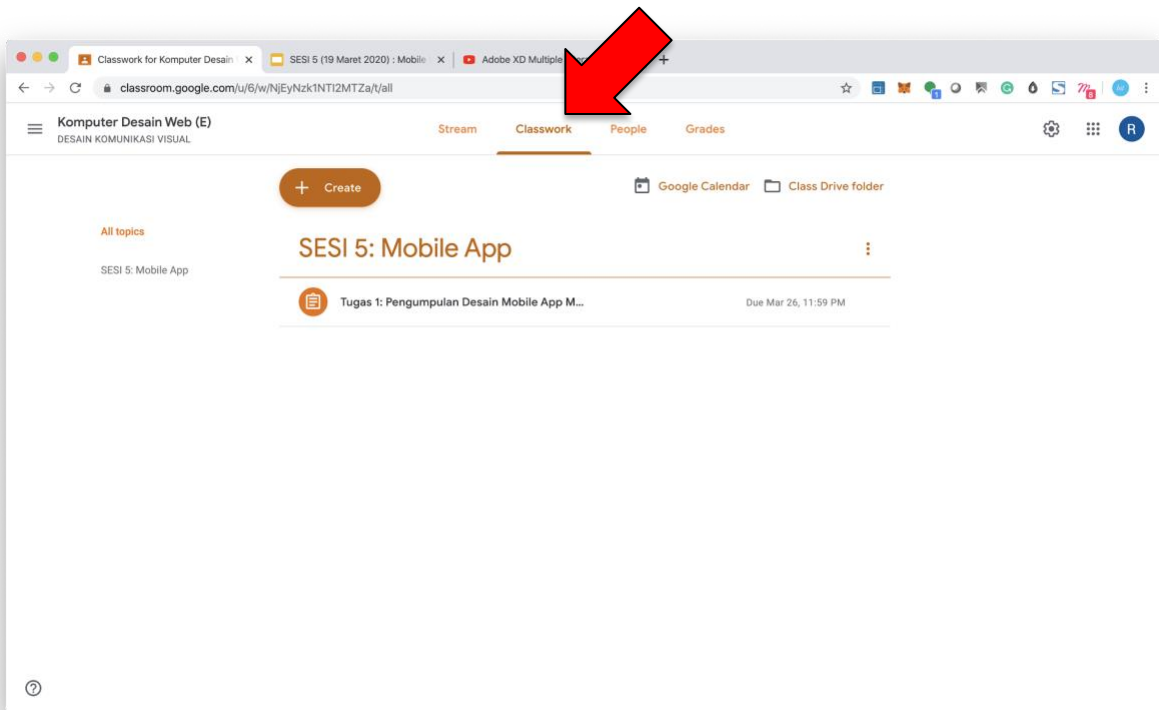 Classwork for Komputer Desain
SESI 5 (19 Maret 2020) : Mobile
Adobe XD Multiple
classroom.google.com/u/6/w/NjEyNzk1NTI2MTZa/t/all
Komputer Desain Web (E)
DESAIN KOMUNIKASI VISUAL
Stream Classwork People Grades
R
+ Create
Google Calendar Class Drive folder
All topics
SESI 5: Mobile App
SESI 5: Mobile App
Tugas 1: Pengumpulan Desain Mobile App M... Due Mar 26, 11:59 PM